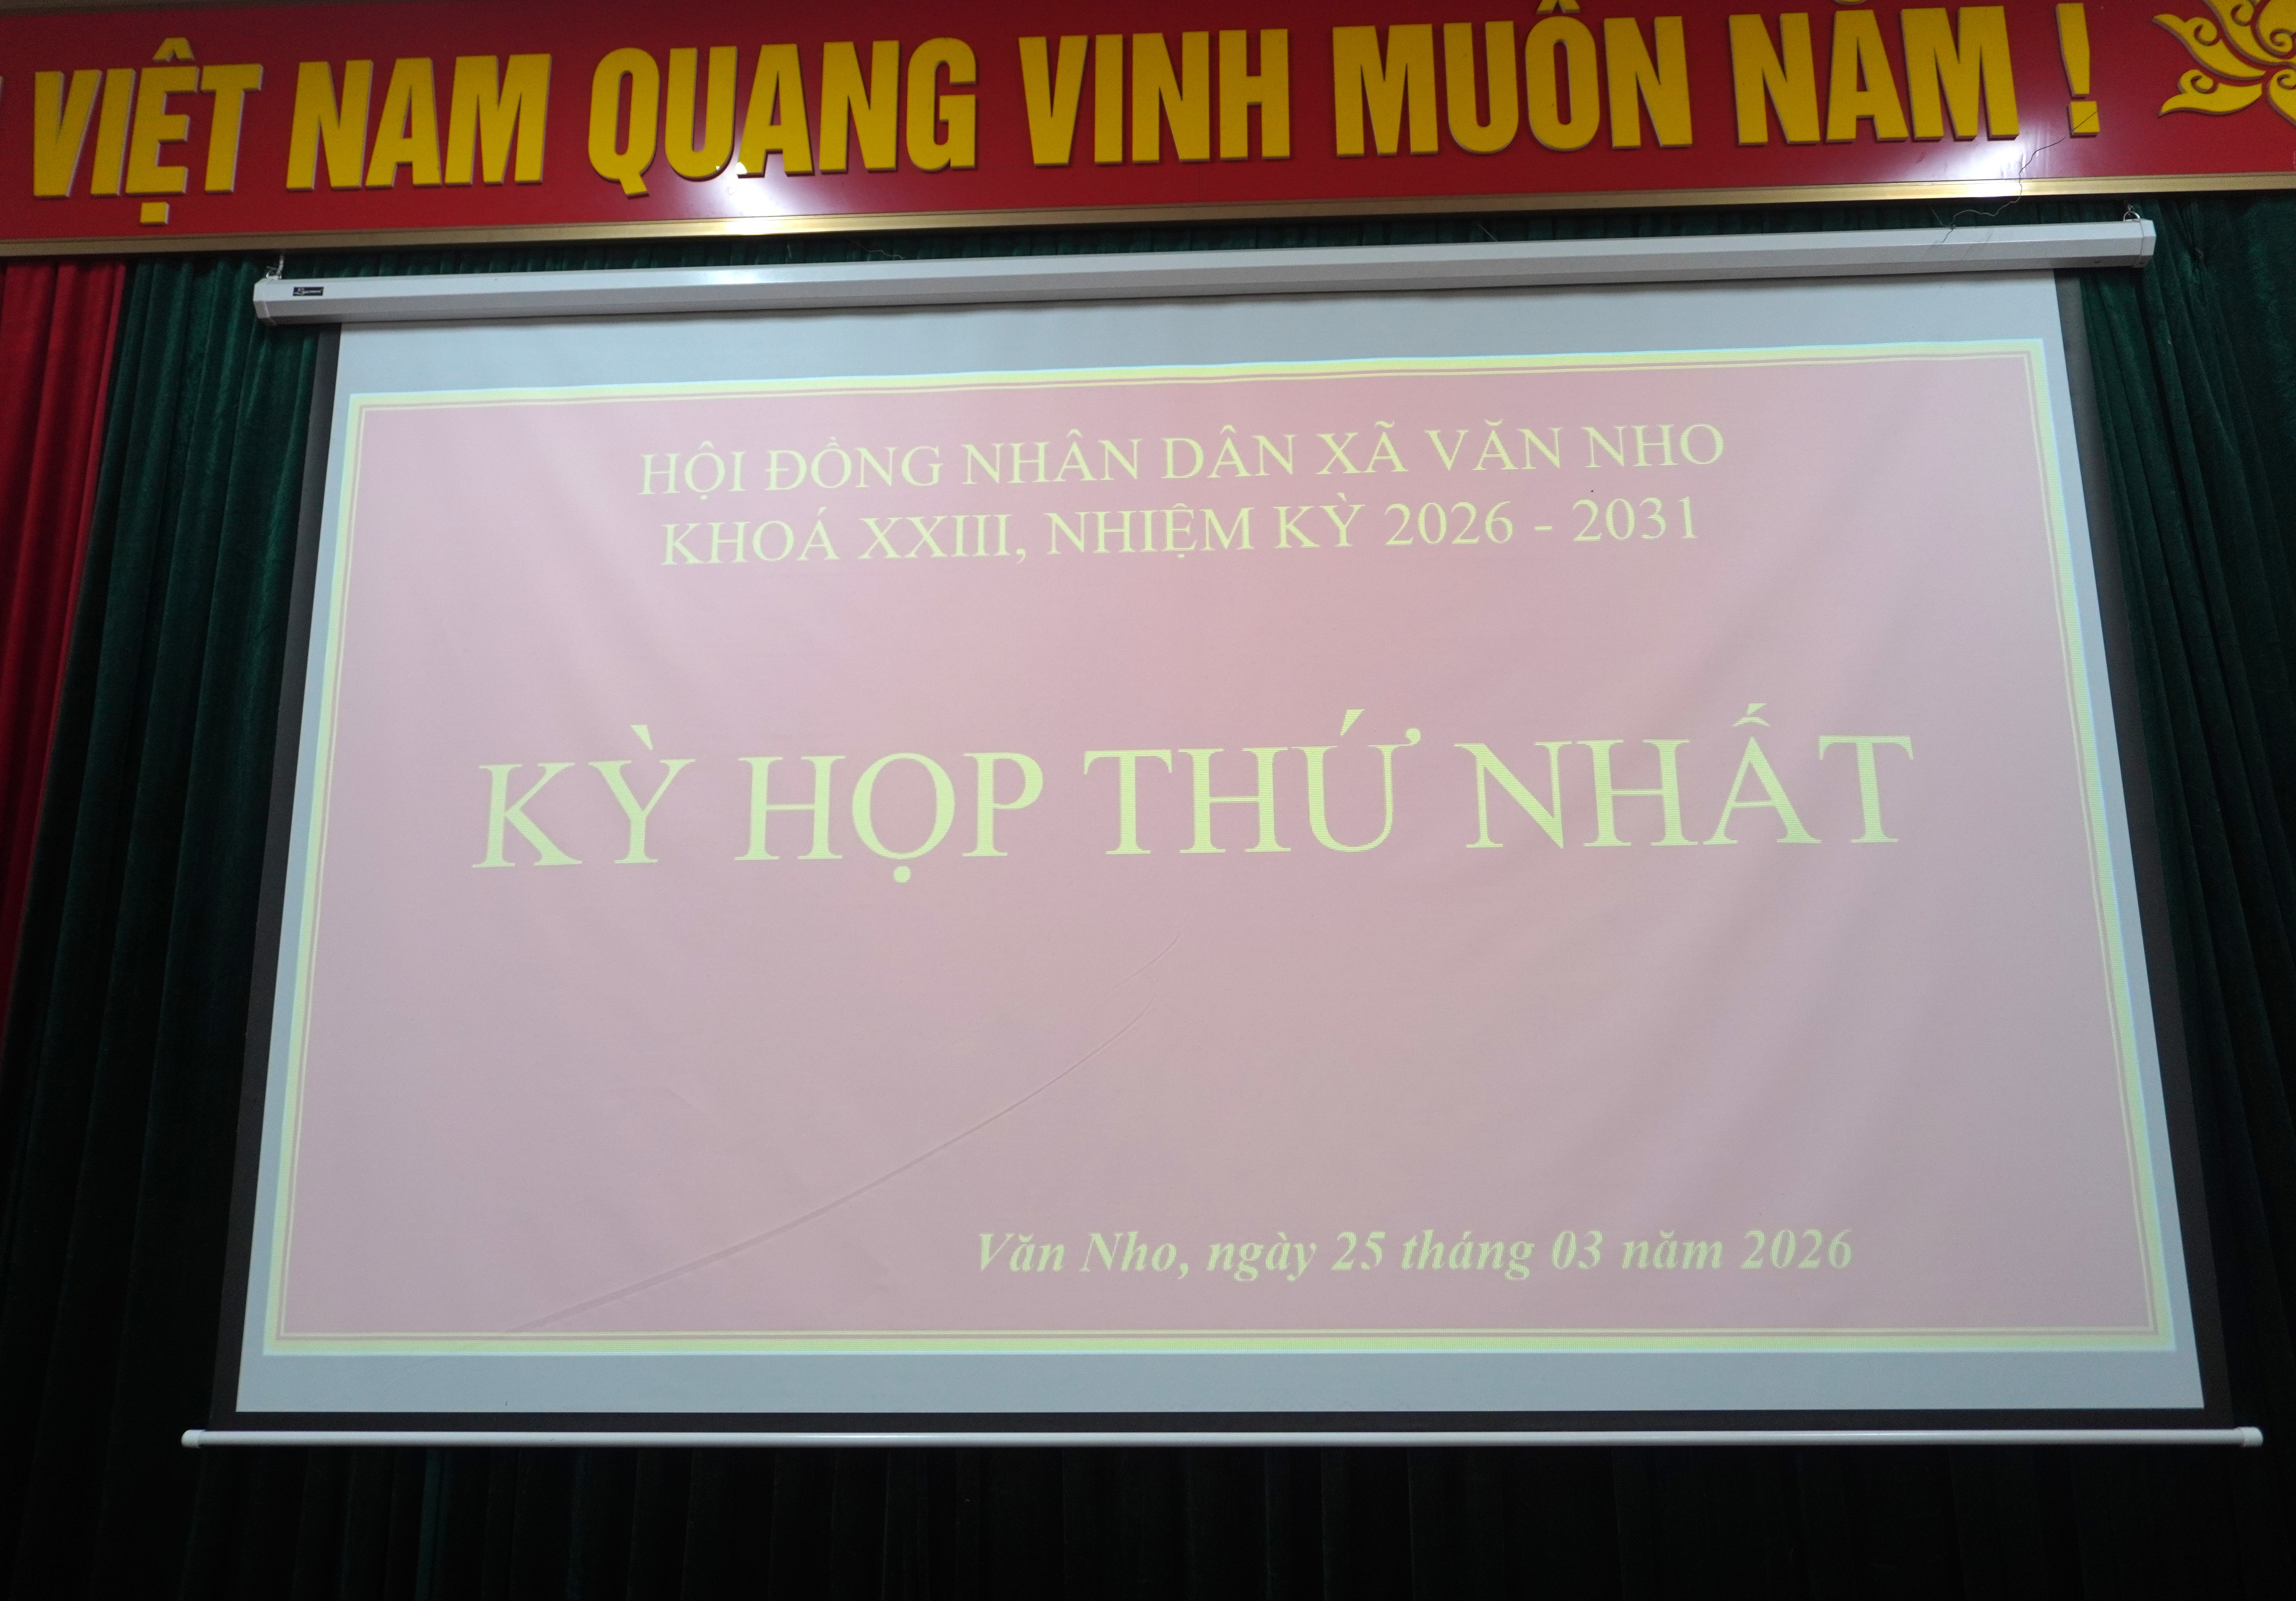 VIỆT NAM QUANG VINH MUÔN NĂM !
HỘI ĐỒNG NHÂN DÂN XÃ VĂN NHO
KHOÁ XXIII, NHIỆM KỲ 2026 - 2031
KỲ HỌP THỨ NHẤT
Văn Nho, ngày 25 tháng 03 năm 2026